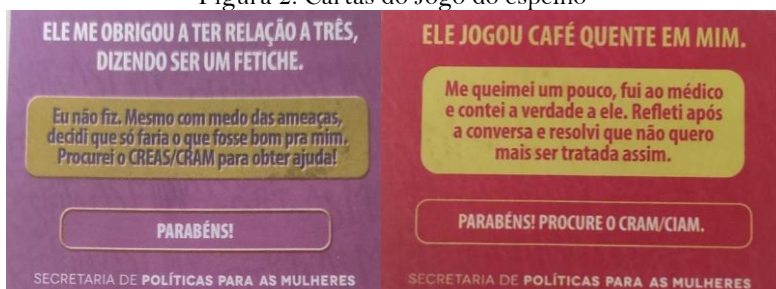 Figura 2. Cartas do Jogo do espelho
ELE ME OBRIGOU A TER RELAÇÃO A TRÊS,
DIZENDO SER UM FETICHE.
Eu não fiz. Mesmo com medo das ameaças,
decidi que só faria o que fosse bom pra mim.
Procurei o CREAS/CRAM para obter ajuda!
PARABÉNS!
SECRETARIA DE POLÍTICAS PARA AS MULHERES
ELE JOGOU CAFÉ QUENTE EM MIM.
Me queimei um pouco, fui ao médico
e contei a verdade a ele. Refleti após
a conversa e resolvi que não quero
mais ser tratada assim.
PARABÉNS! PROCURE O CRAM/CIAM.
SECRETARIA DE POLÍTICAS PARA AS MULHERES